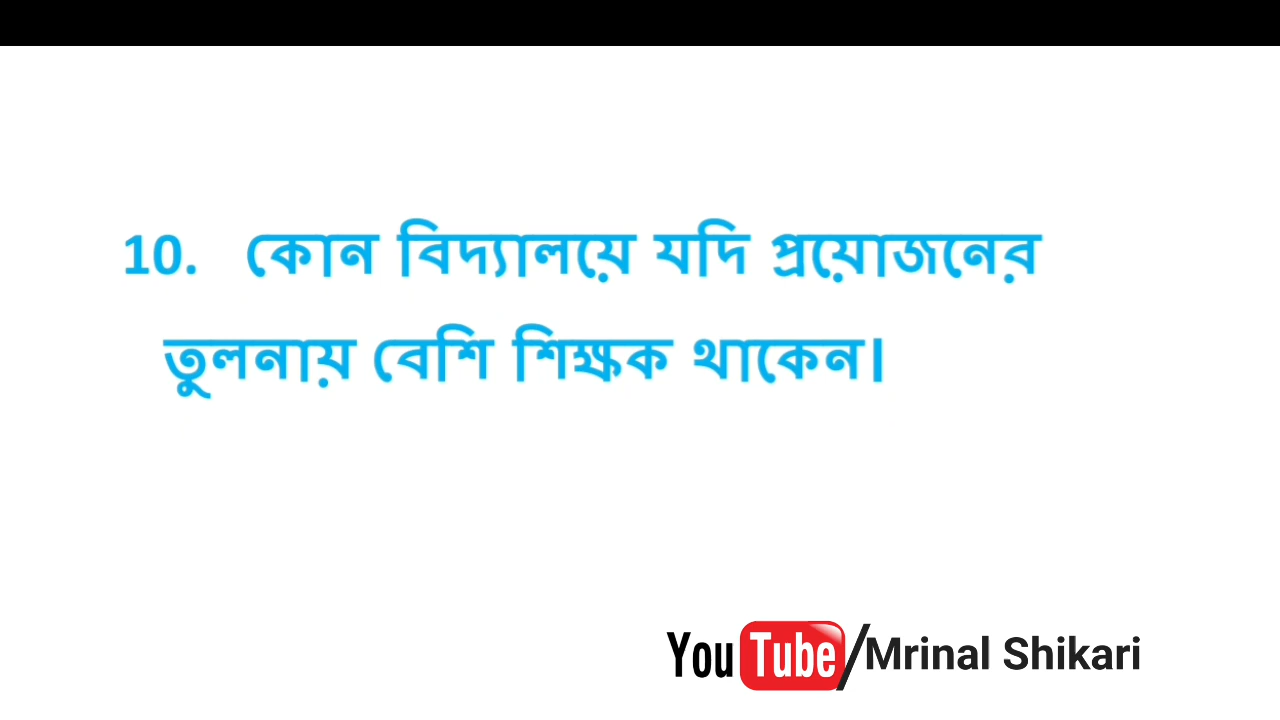 10. কোন বিদ্যালয়ে যদি প্রয়োজনের
তুলনায় বেশি শিক্ষক থাকেন।
YouTube/Mrinal Shikari